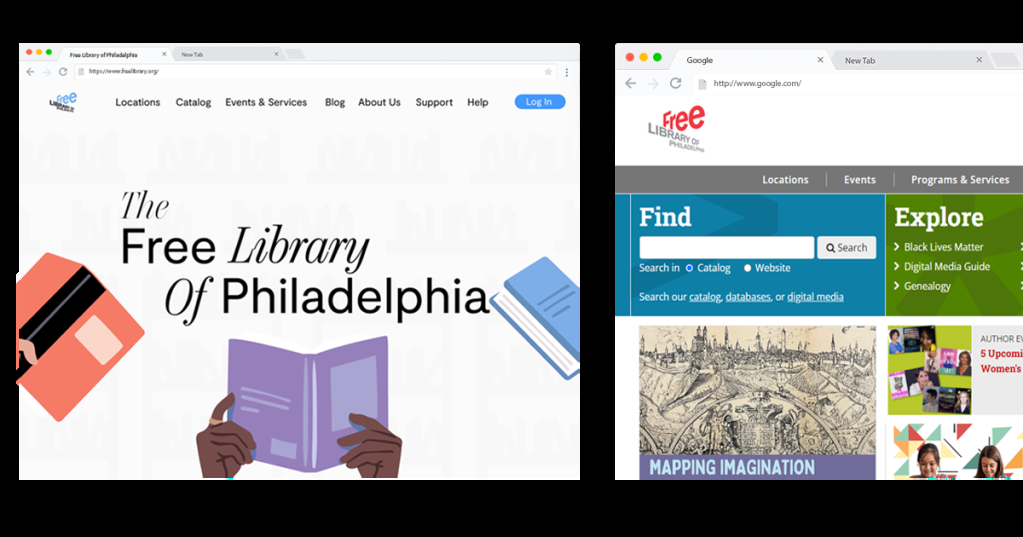 Free Library of Philadelphia
New Tab
https://www.freelibrary.org/
Free
LIBRARY OF
PHILADELPHIA
Locations Catalog Events & Services Blog About Us Support Help Log In
The
Free Library
Of Philadelphia
Google
New Tab
http://www.google.com/
Free
LIBRARY OF
PHILADELPHIA
Locations Events Programs & Services
Find
Search
Search in Catalog Website
Search our catalog, databases, or digital media
Explore
Black Lives Matter
Digital Media Guide
Genealogy
MAPPING IMAGINATION
AUTHOR EV
5 Upcomi
Women's